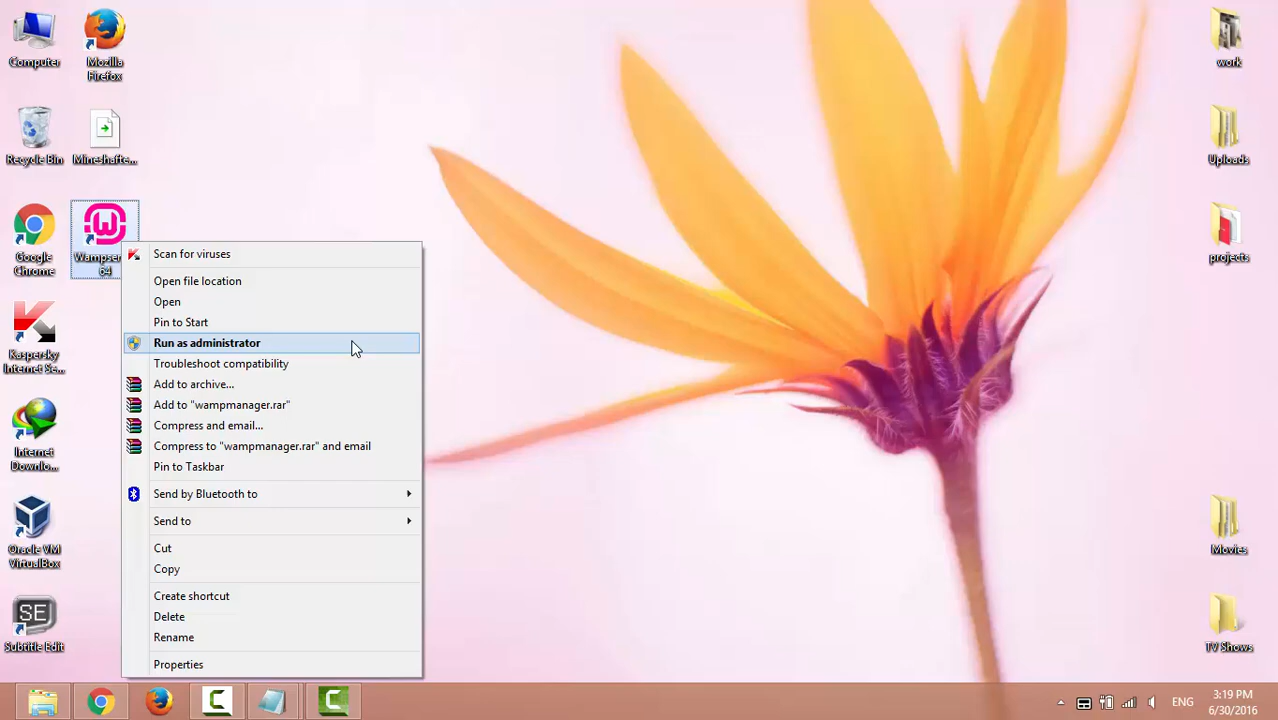 Computer
Mozilla
Firefox
Recycle Bin
Mineshafte...
Google
Chrome
64
Kaspersky
Internet Se...
Internet
Downlo...
Oracle VM
VirtualBox
SE
Subtitle Edit
Scan for viruses
Open file location
Open
Pin to Start
Run as administrator
Troubleshoot compatibility
Add to archive...
Add to "wampmanager.rar"
Compress and email...
Compress to "wampmanager.rar" and email
Pin to Taskbar
Send by Bluetooth to
Send to
Cut
Copy
Create shortcut
Delete
Rename
Properties
work
Uploads
projects
Movies
TV Shows
ENG
3:19 PM
6/30/2016